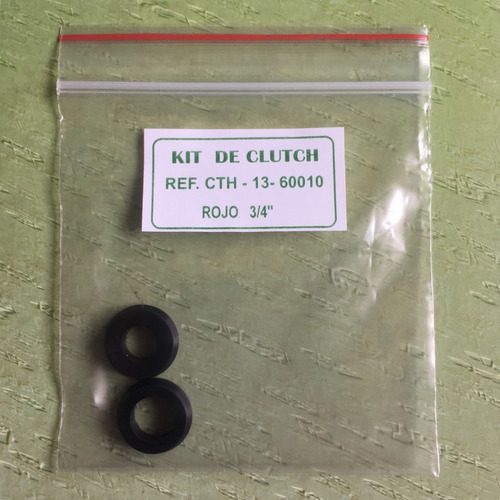 KIT DE CLUTCH
REF. CTH - 13- 60010
ROJO 3/4"